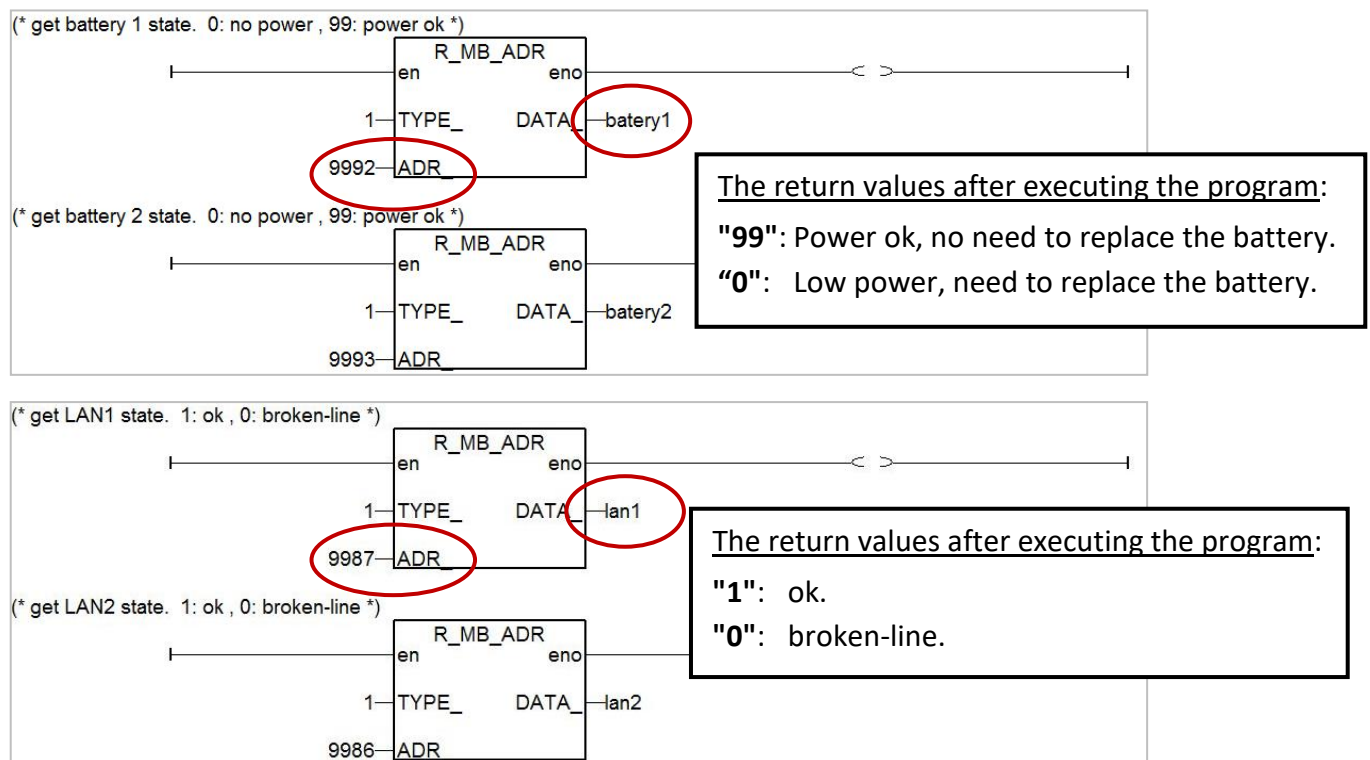 (* get battery 1 state.  0: no power , 99: power ok *)
R_MB_ADR
en eno
1 TYPE_ DATA_ batery1
9992 ADR_
The return values after executing the program:
"99": Power ok, no need to replace the battery.
“0": Low power, need to replace the battery.
(* get battery 2 state.  0: no power , 99: power ok *)
R_MB_ADR
en eno
1 TYPE_ DATA_ batery2
9993 ADR_
(* get LAN1 state.  1: ok , 0: broken-line *)
R_MB_ADR
en eno
1 TYPE_ DATA_ lan1
9987 ADR_
The return values after executing the program:
"1": ok.
"0": broken-line.
(* get LAN2 state.  1: ok , 0: broken-line *)
R_MB_ADR
en eno
1 TYPE_ DATA_ lan2
9986 ADR